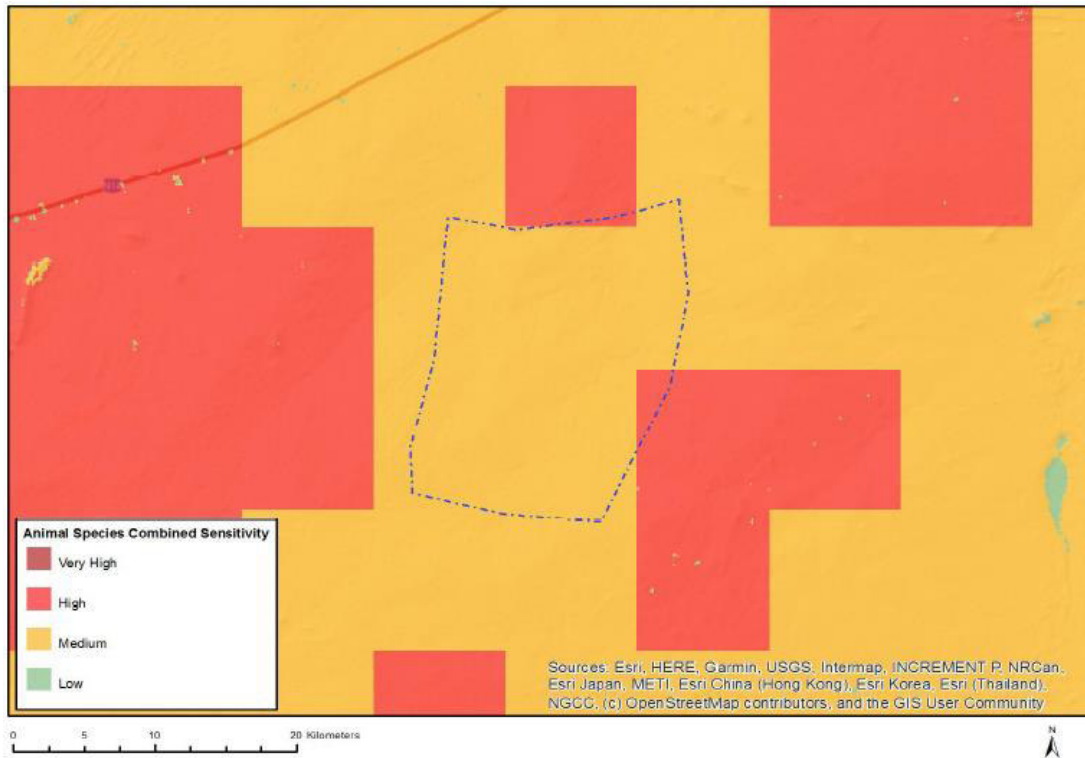 Animal Species Combined Sensitivity
Very High
High
Medium
Low
Sources: Esri, HERE, Garmin, USGS, Intermap, INCREMENT P, NRCan,
Esri Japan, METI, Esri China (Hong Kong), Esri Korea, Esri (Thailand),
NGCC, (c) OpenStreetMap contributors, and the GIS User Community
0 5 10 20 Kilometers
N